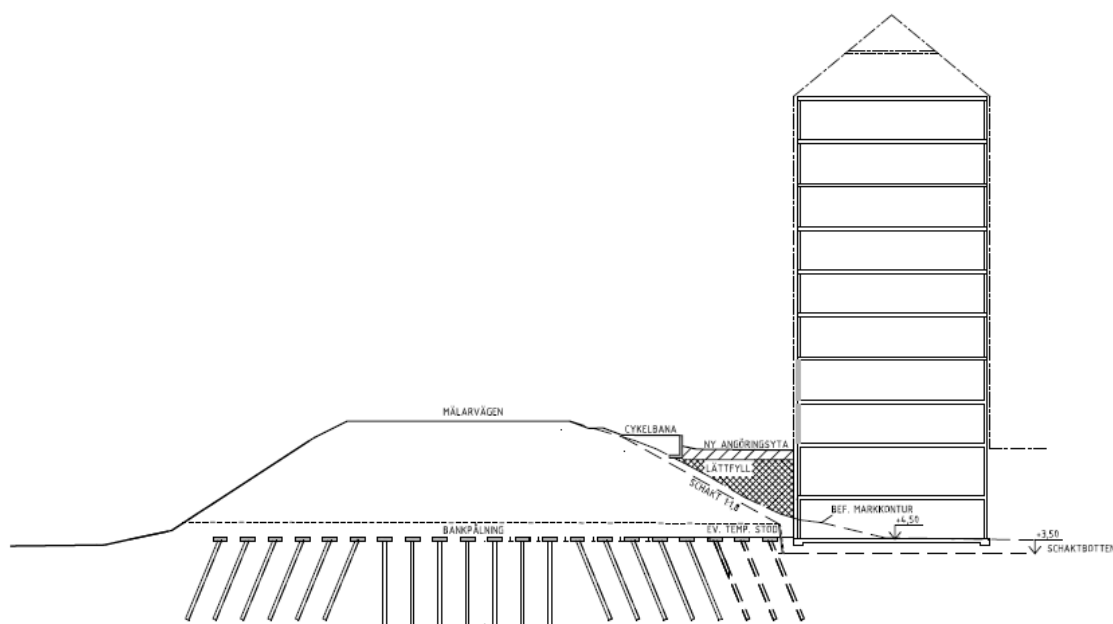 MÄLARVÄGEN
CYKELBANA
NY ANGÖRINGSYTA
LÄTTFYLL
SCHAKT 1:1,8
BEF. MARKKONTUR
+4,50
BANKPÅLNING
EV. TEMP. STÖD
+3,50
SCHAKTBOTTEN